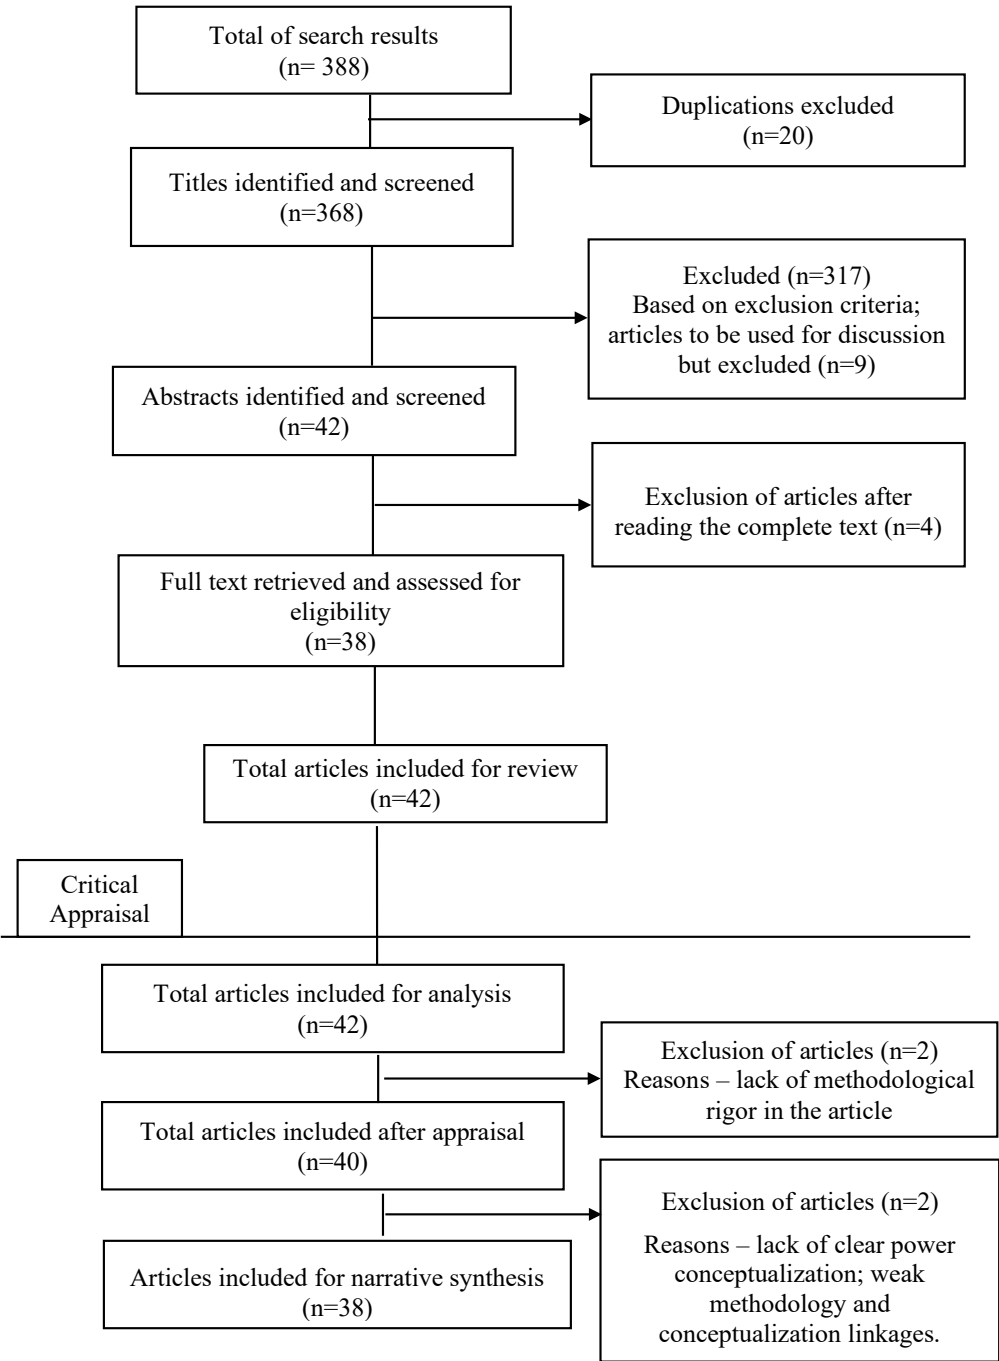 Total of search results
(n= 388)
Duplications excluded
(n=20)
Titles identified and screened
(n=368)
Excluded (n=317)
Based on exclusion criteria;
articles to be used for discussion
but excluded (n=9)
Abstracts identified and screened
(n=42)
Exclusion of articles after
reading the complete text (n=4)
Full text retrieved and assessed for
eligibility
(n=38)
Total articles included for review
(n=42)
Critical
Appraisal
Total articles included for analysis
(n=42)
Exclusion of articles (n=2)
Reasons – lack of methodological
rigor in the article
Total articles included after appraisal
(n=40)
Exclusion of articles (n=2)
Reasons – lack of clear power
conceptualization; weak
methodology and
conceptualization linkages.
Articles included for narrative synthesis
(n=38)